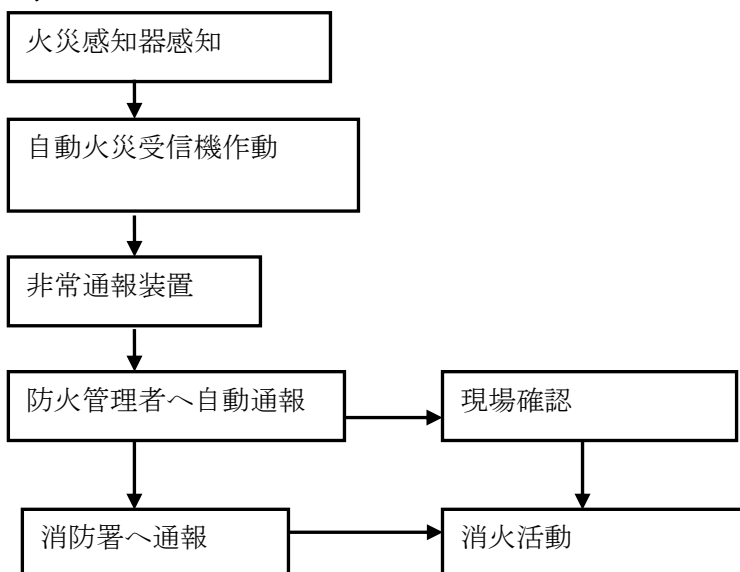 火災感知器感知
自動火災受信機作動
非常通報装置
防火管理者へ自動通報
現場確認
消防署へ通報
消火活動